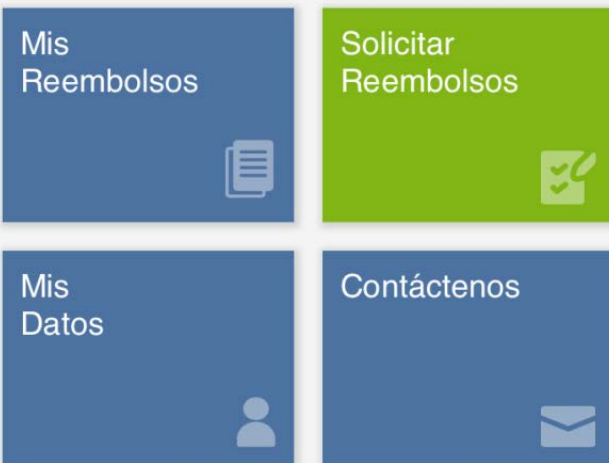 Mis
Reembolsos
Solicitar
Reembolsos
Mis
Datos
Contáctenos